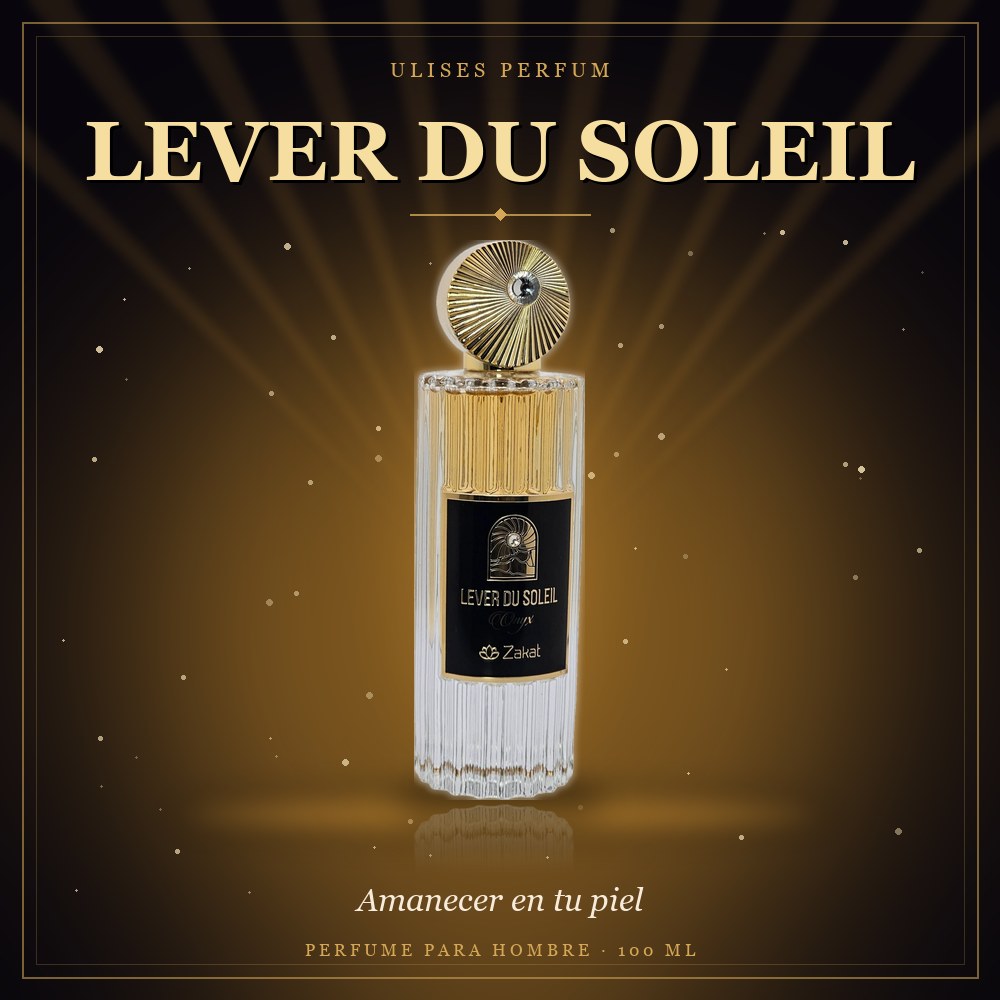 ULISES PERFUM
LEVER DU SOLEIL
LEVER DU SOLEIL
Onyx
Zakat
Amanecer en tu piel
PERFUME PARA HOMBRE · 100 ML